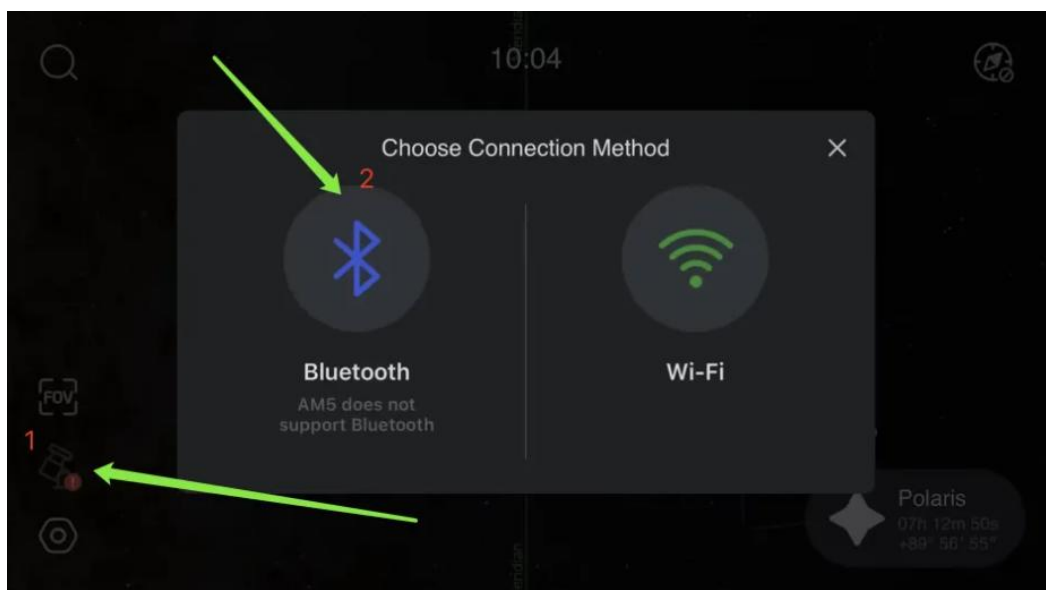 10:04
Choose Connection Method
2
Bluetooth
AM5 does not
support Bluetooth
Wi-Fi
FOV
1
Polaris
07h 12m 50s
+89° 56' 55"